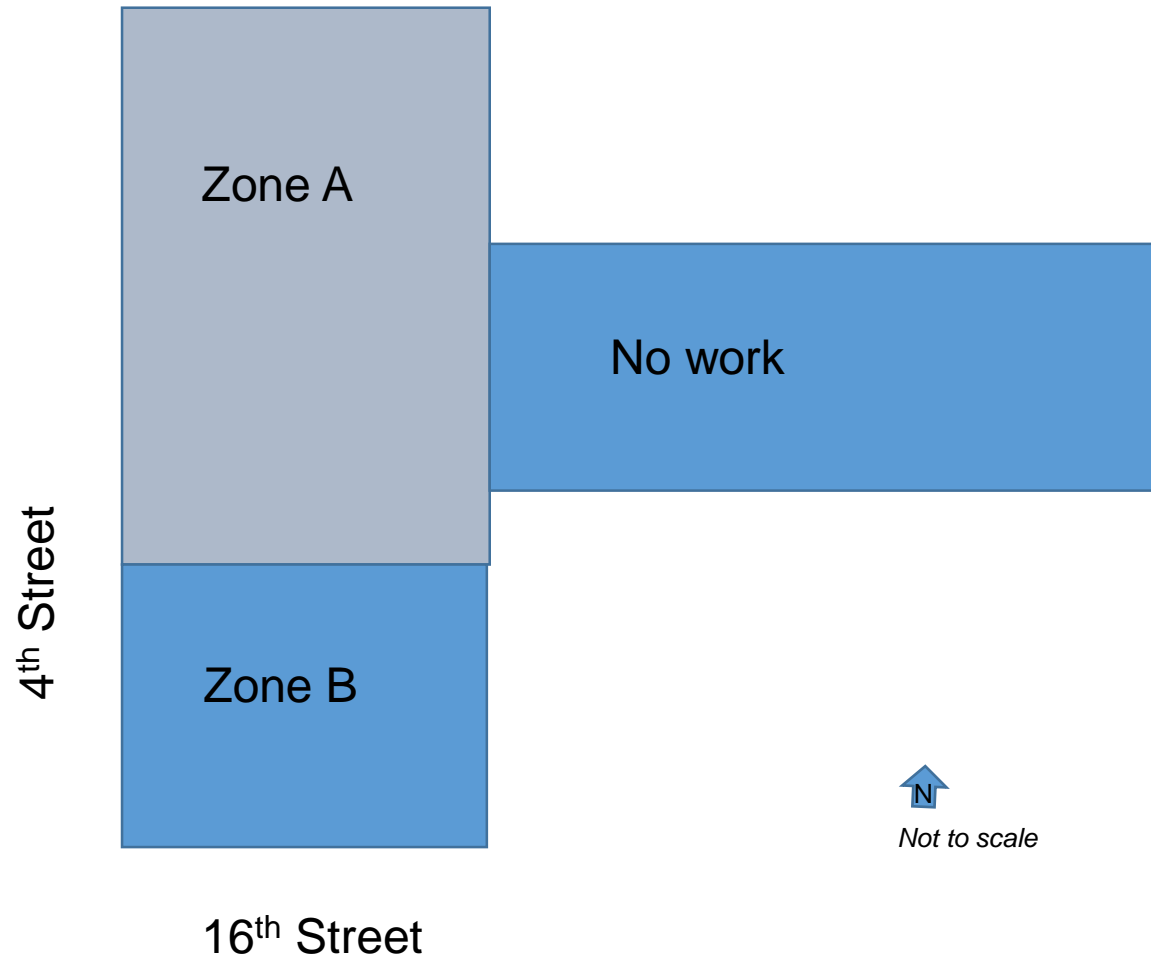 Zone A
No work
4th Street
Zone B
N
Not to scale
16th Street